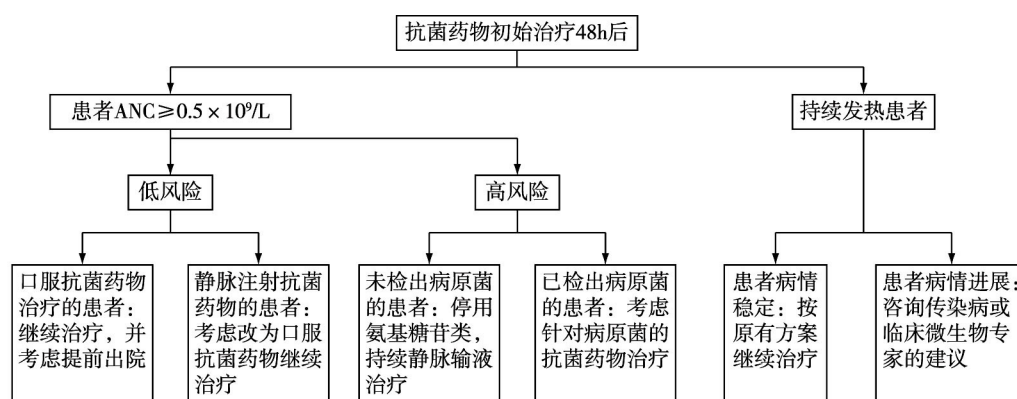 抗菌药物初始治疗48h后
患者ANC≥0.5×10⁹/L
持续发热患者
低风险
高风险
口服抗菌药物
治疗的患者：
继续治疗，并
考虑提前出院
静脉注射抗菌
药物的患者：
考虑改为口服
抗菌药物继续
治疗
未检出病原菌
的患者：停用
氨基糖苷类，
持续静脉输液
治疗
已检出病原菌
的患者：考虑
针对病原菌的
抗菌药物治疗
患者病情
稳定：按
原有方案
继续治疗
患者病情进展：
咨询传染病或
临床微生物专
家的建议